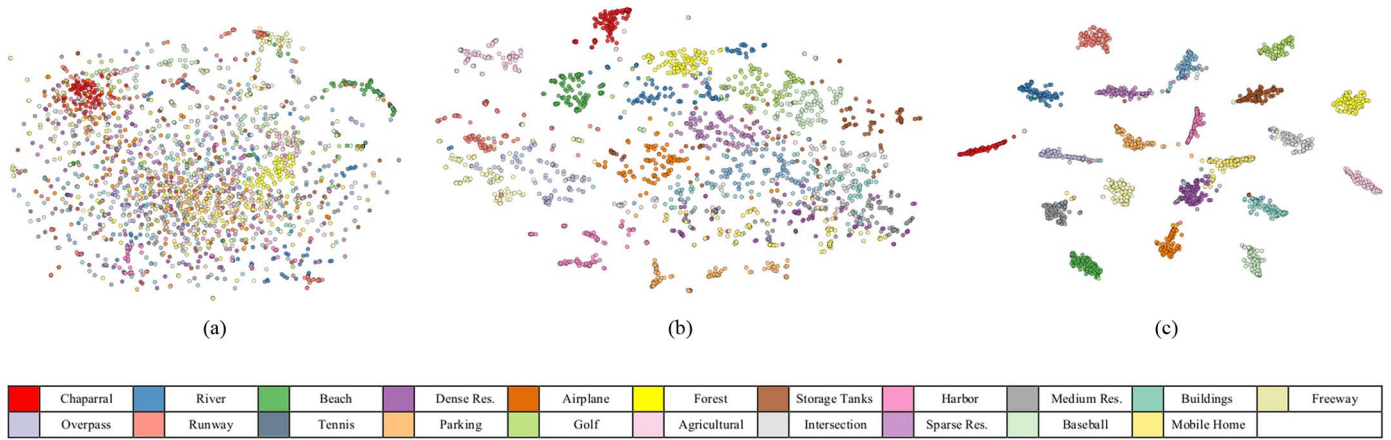 (a) (b) (c)
Chaparral River Beach Dense Res. Airplane Forest Storage Tanks Harbor Medium Res. Buildings Freeway
Overpass Runway Tennis Parking Golf Agricultural Intersection Sparse Res. Baseball Mobile Home